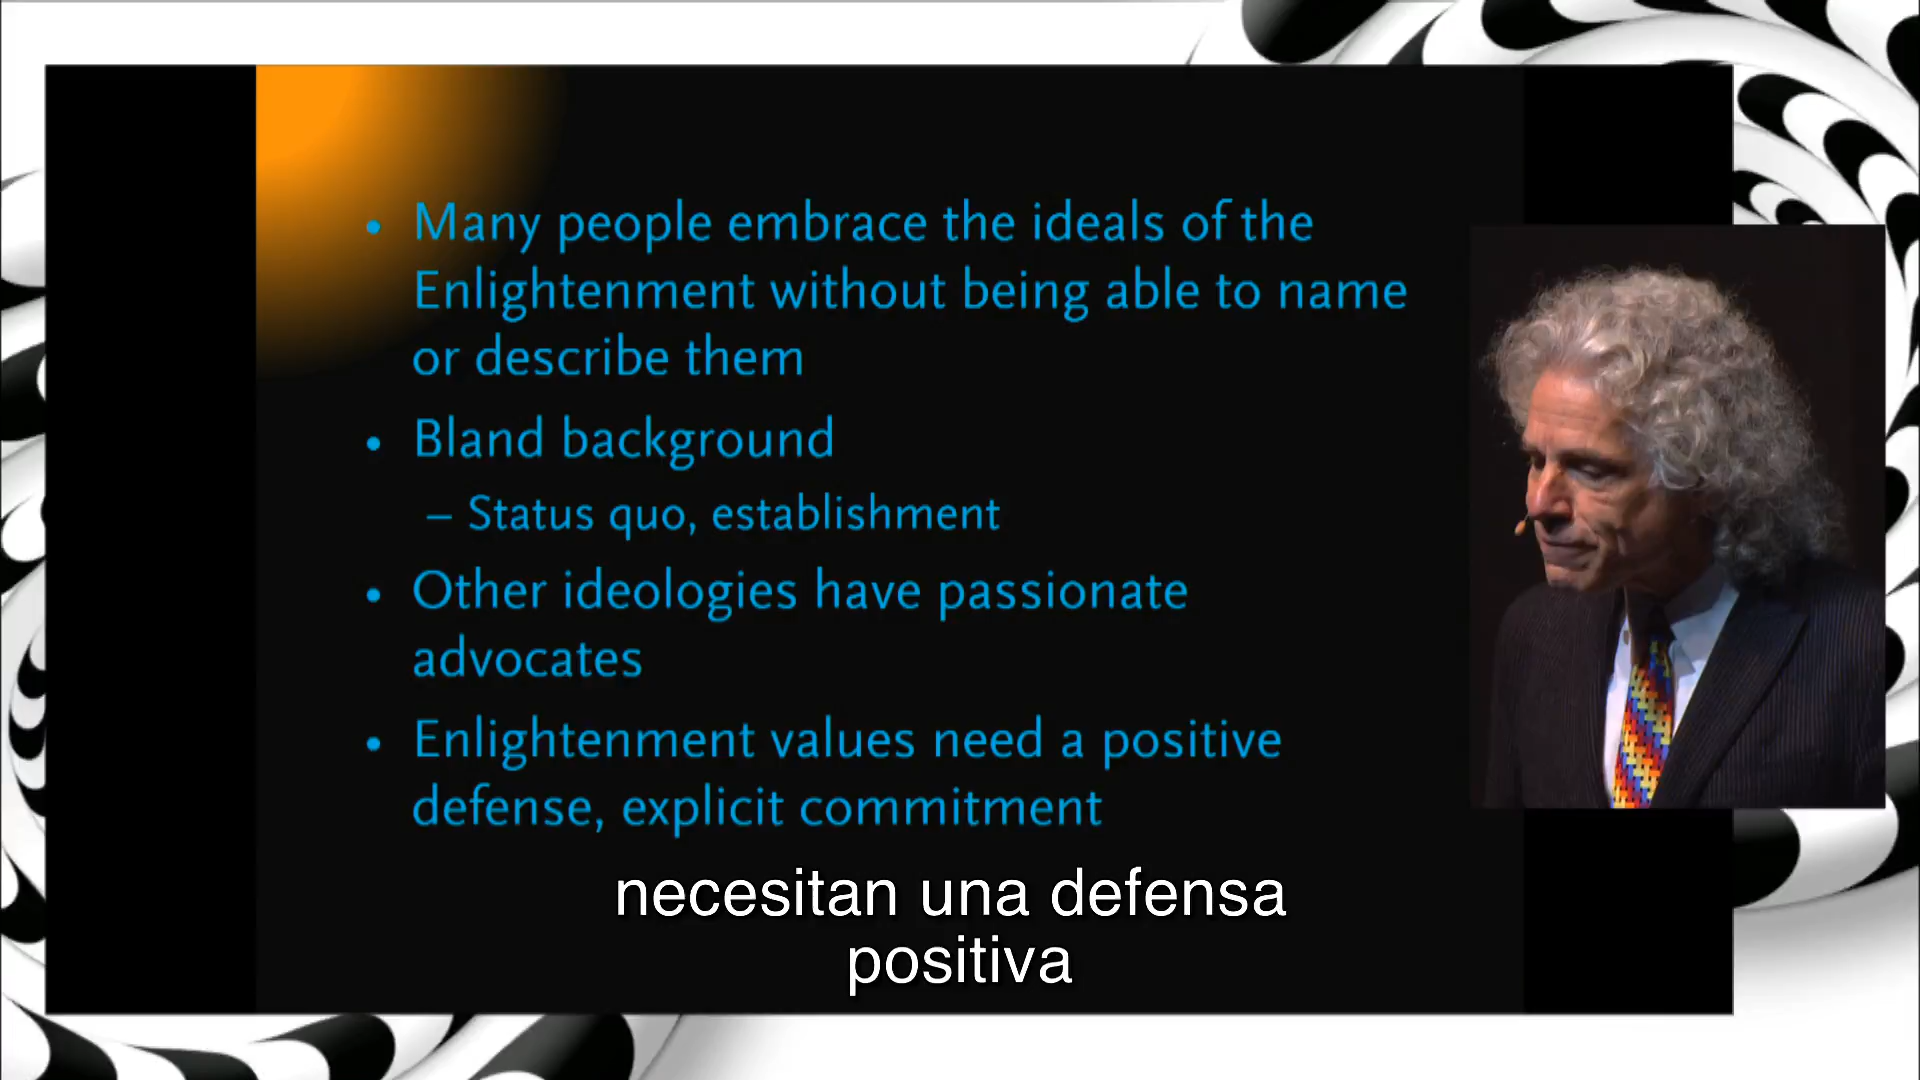 • Many people embrace the ideals of the
Enlightenment without being able to name
or describe them
• Bland background
– Status quo, establishment
• Other ideologies have passionate
advocates
• Enlightenment values need a positive
defense, explicit commitment
necesitan una defensa
positiva